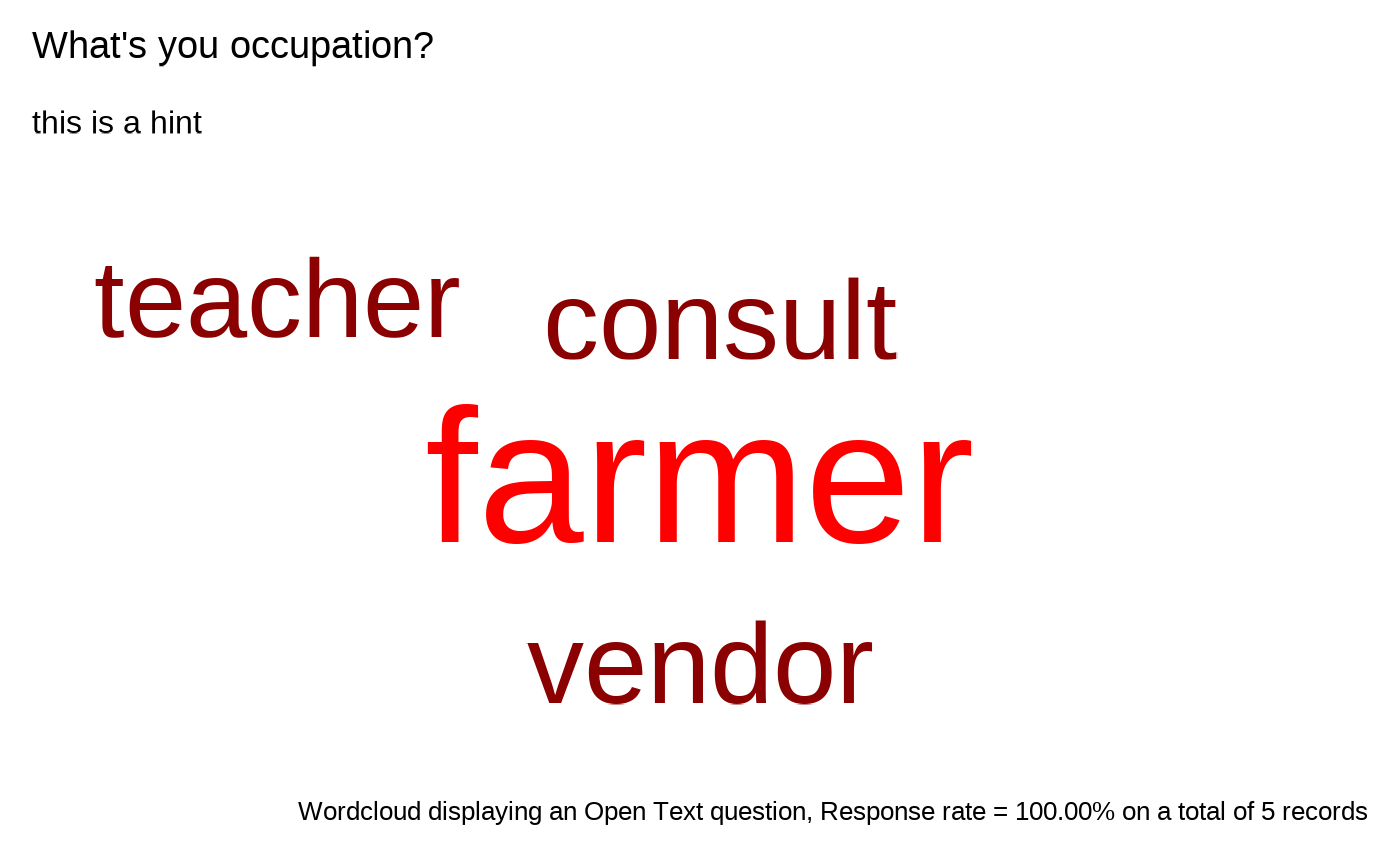 What's you occupation?
this is a hint
teacher
consult
farmer
vendor
Wordcloud displaying an Open Text question, Response rate = 100.00% on a total of 5 records